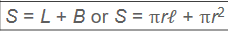 S = L + B or S = πrℓ + πr²